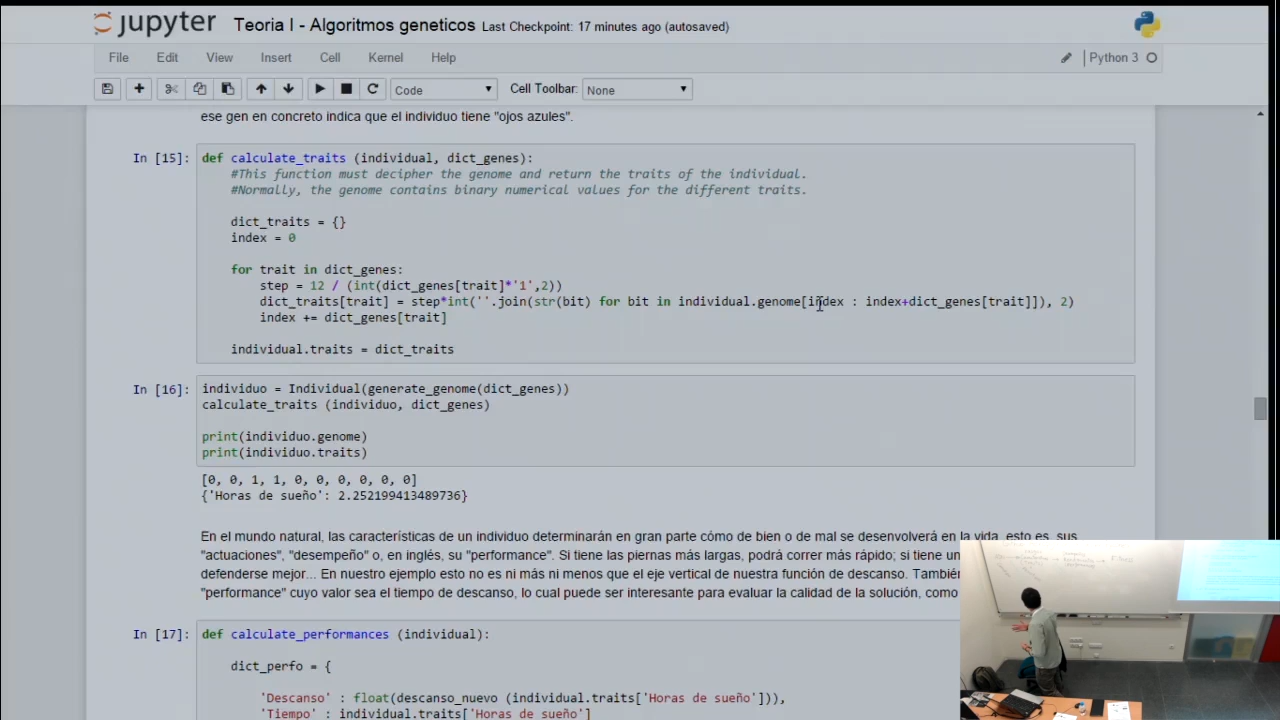 jupyter Teoria I - Algoritmos geneticos Last Checkpoint: 17 minutes ago (autosaved)
File Edit View Insert Cell Kernel Help Python 3
Code Cell Toolbar: None
ese gen en concreto indica que el individuo tiene "ojos azules".
In [15]: def calculate_traits (individual, dict_genes):
#This function must decipher the genome and return the traits of the individual.
#Normally, the genome contains binary numerical values for the different traits.
dict_traits = {}
index = 0
for trait in dict_genes:
step = 12 / (int(dict_genes[trait]*'1',2))
dict_traits[trait] = step*int(''.join(str(bit) for bit in individual.genome[index : index+dict_genes[trait]]), 2)
index += dict_genes[trait]
individual.traits = dict_traits
In [16]: individuo = Individual(generate_genome(dict_genes))
calculate_traits (individuo, dict_genes)
print(individuo.genome)
print(individuo.traits)
[0, 0, 1, 1, 0, 0, 0, 0, 0, 0]
{'Horas de sueño': 2.252199413489736}
En el mundo natural, las características de un individuo determinarán en gran parte cómo de bien o de mal se desenvolverá en la vida, esto es, sus
"actuaciones", "desempeño" o, en inglés, su "performance". Si tiene las piernas más largas, podrá correr más rápido; si tiene un
defenderse mejor... En nuestro ejemplo esto no es ni más ni menos que el eje vertical de nuestra función de descanso. También
"performance" cuyo valor sea el tiempo de descanso, lo cual puede ser interesante para evaluar la calidad de la solución, como
In [17]: def calculate_performances (individual):
dict_perfo = {
'Descanso' : float(descanso_nuevo (individual.traits['Horas de sueño'])),
'Tiempo' : individual.traits['Horas de sueño']